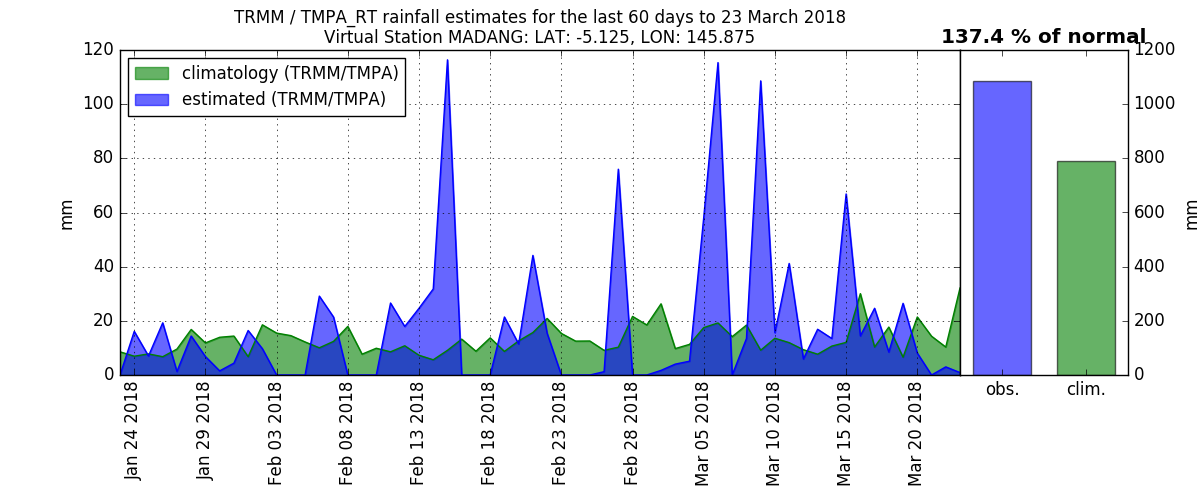 TRMM / TMPA_RT rainfall estimates for the last 60 days to 23 March 2018
Virtual Station MADANG: LAT: -5.125, LON: 145.875
137.4 % of normal
climatology (TRMM/TMPA)
estimated (TRMM/TMPA)
mm
120
100
80
60
40
20
0
Jan 24 2018
Jan 29 2018
Feb 03 2018
Feb 08 2018
Feb 13 2018
Feb 18 2018
Feb 23 2018
Feb 28 2018
Mar 05 2018
Mar 10 2018
Mar 15 2018
Mar 20 2018
obs.
clim.
1200
1000
800
600
400
200
0
mm